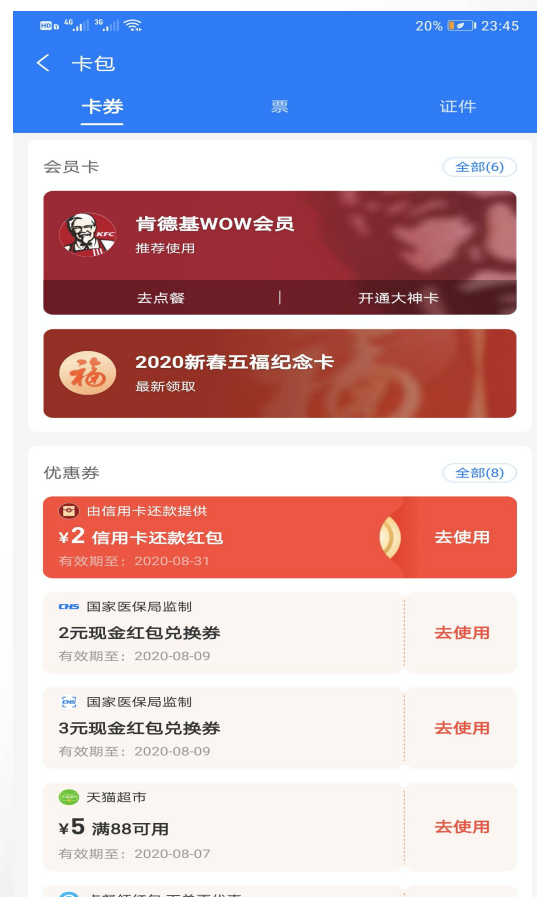 HD 4G 3G 20% 23:45
卡包
卡券 票 证件
会员卡 全部(6)
KFC
肯德基WOW会员
推荐使用
去点餐 | 开通大神卡
福
2020新春五福纪念卡
最新领取
优惠券 全部(8)
由信用卡还款提供
¥2 信用卡还款红包 去使用
有效期至：2020-08-31
CHS 国家医保局监制
2元现金红包兑换券 去使用
有效期至：2020-08-09
CHS 国家医保局监制
3元现金红包兑换券 去使用
有效期至：2020-08-09
天猫超市
¥5 满88可用 去使用
有效期至：2020-08-07